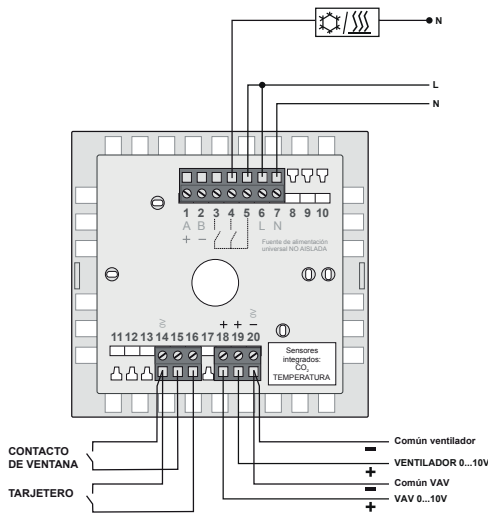 N
L
N
1 2 3 4 5 6 7 8 9 10
A B L N
+ −
Fuente de alimentación
universal NO AISLADA
0V 0V
+ + −
11 12 13 14 15 16 17 18 19 20
Sensores
integrados:
CO2
TEMPERATURA
CONTACTO
DE VENTANA
TARJETERO
Común ventilador
−
VENTILADOR 0...10V
+
Común VAV
−
VAV 0...10V
+